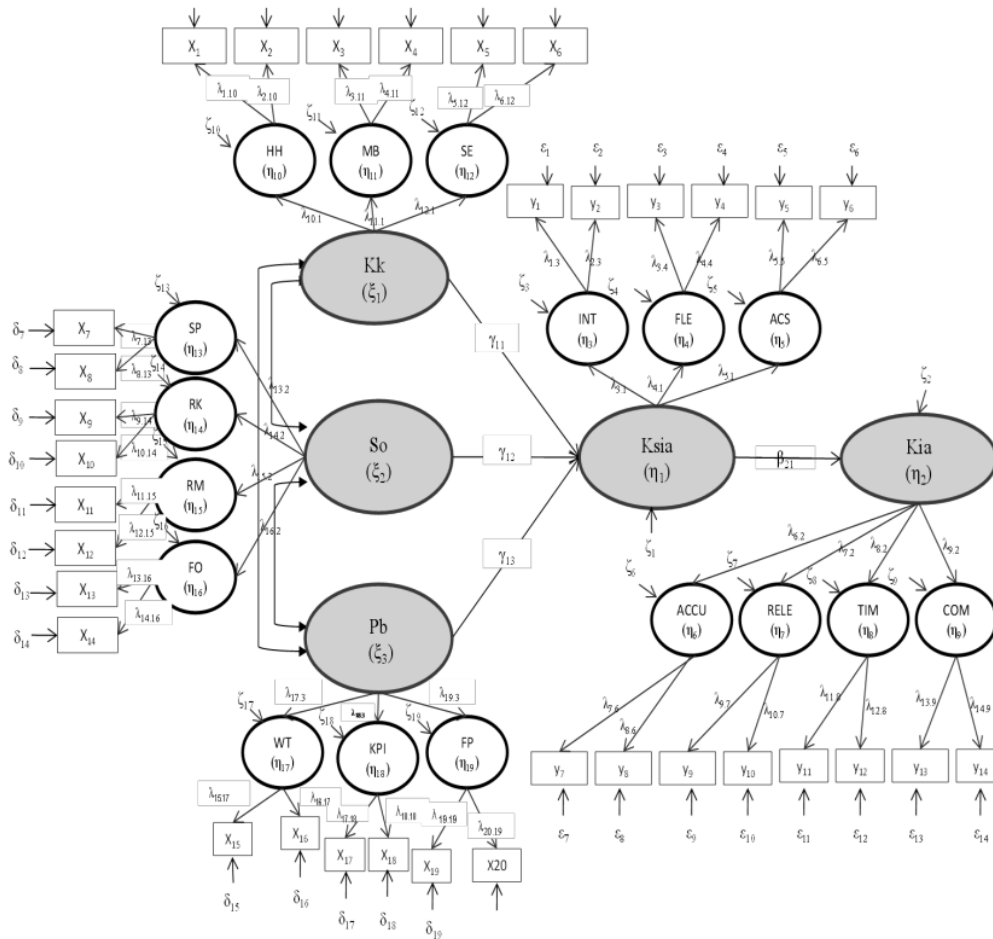 X₁ X₂ X₃ X₄ X₅ X₆
λ₁.₁₀ λ₂.₁₀ λ₃.₁₁ λ₄.₁₁ λ₅.₁₂ λ₆.₁₂
ζ₁₀ ζ₁₁ ζ₁₂
HH MB SE
(η₁₀) (η₁₁) (η₁₂)
λ₁₀.₁ λ₁₁.₁ λ₁₂.₁
Kk
(ξ₁)
ε₁ ε₂ ε₃ ε₄ ε₅ ε₆
y₁ y₂ y₃ y₄ y₅ y₆
λ₁.₃ λ₂.₃ λ₃.₄ λ₄.₄ λ₅.₅ λ₆.₅
ζ₃ ζ₄ ζ₅
INT FLE ACS
(η₃) (η₄) (η₅)
λ₃.₁ λ₄.₁ λ₅.₁
ζ₁₃
SP
(η₁₃)
δ₇ X₇ λ₇.₁₃
δ₈ X₈ λ₈.₁₃
ζ₁₄
RK
(η₁₄)
δ₉ X₉ λ₉.₁₄
δ₁₀ X₁₀ λ₁₀.₁₄
RM
(η₁₅)
δ₁₁ X₁₁ λ₁₁.₁₅
δ₁₂ X₁₂ λ₁₂.₁₅
FO
(η₁₆)
δ₁₃ X₁₃ λ₁₃.₁₆
δ₁₄ X₁₄ λ₁₄.₁₆
λ₁₃.₂
λ₁₄.₂
λ₁₅.₂
λ₁₆.₂
So
(ξ₂)
γ₁₁
γ₁₂
γ₁₃
Ksia
(η₁)
ζ₁
β₂₁
ζ₂
Kia
(η₂)
Pb
(ξ₃)
λ₆.₂ λ₇.₂ λ₈.₂ λ₉.₂
ζ₆ ζ₇ ζ₈ ζ₉
ACCU RELE TIM COM
(η₆) (η₇) (η₈) (η₉)
λ₇.₆ λ₈.₆ λ₉.₇ λ₁₀.₇ λ₁₁.₈ λ₁₂.₈ λ₁₃.₉ λ₁₄.₉
y₇ y₈ y₉ y₁₀ y₁₁ y₁₂ y₁₃ y₁₄
ε₇ ε₈ ε₉ ε₁₀ ε₁₁ ε₁₂ ε₁₃ ε₁₄
λ₁₇.₃ λ₁₉.₃
ζ₁₇ ζ₁₈ ζ₁₉
WT KPI FP
(η₁₇) (η₁₈) (η₁₉)
λ₁₅.₁₇ λ₁₆.₁₇ λ₁₇.₁₈ λ₁₉.₁₉ λ₂₀.₁₉
X₁₅ X₁₆ X₁₇ X₁₈ X₁₉ X20
δ₁₅ δ₁₆ δ₁₇ δ₁₈ δ₁₉